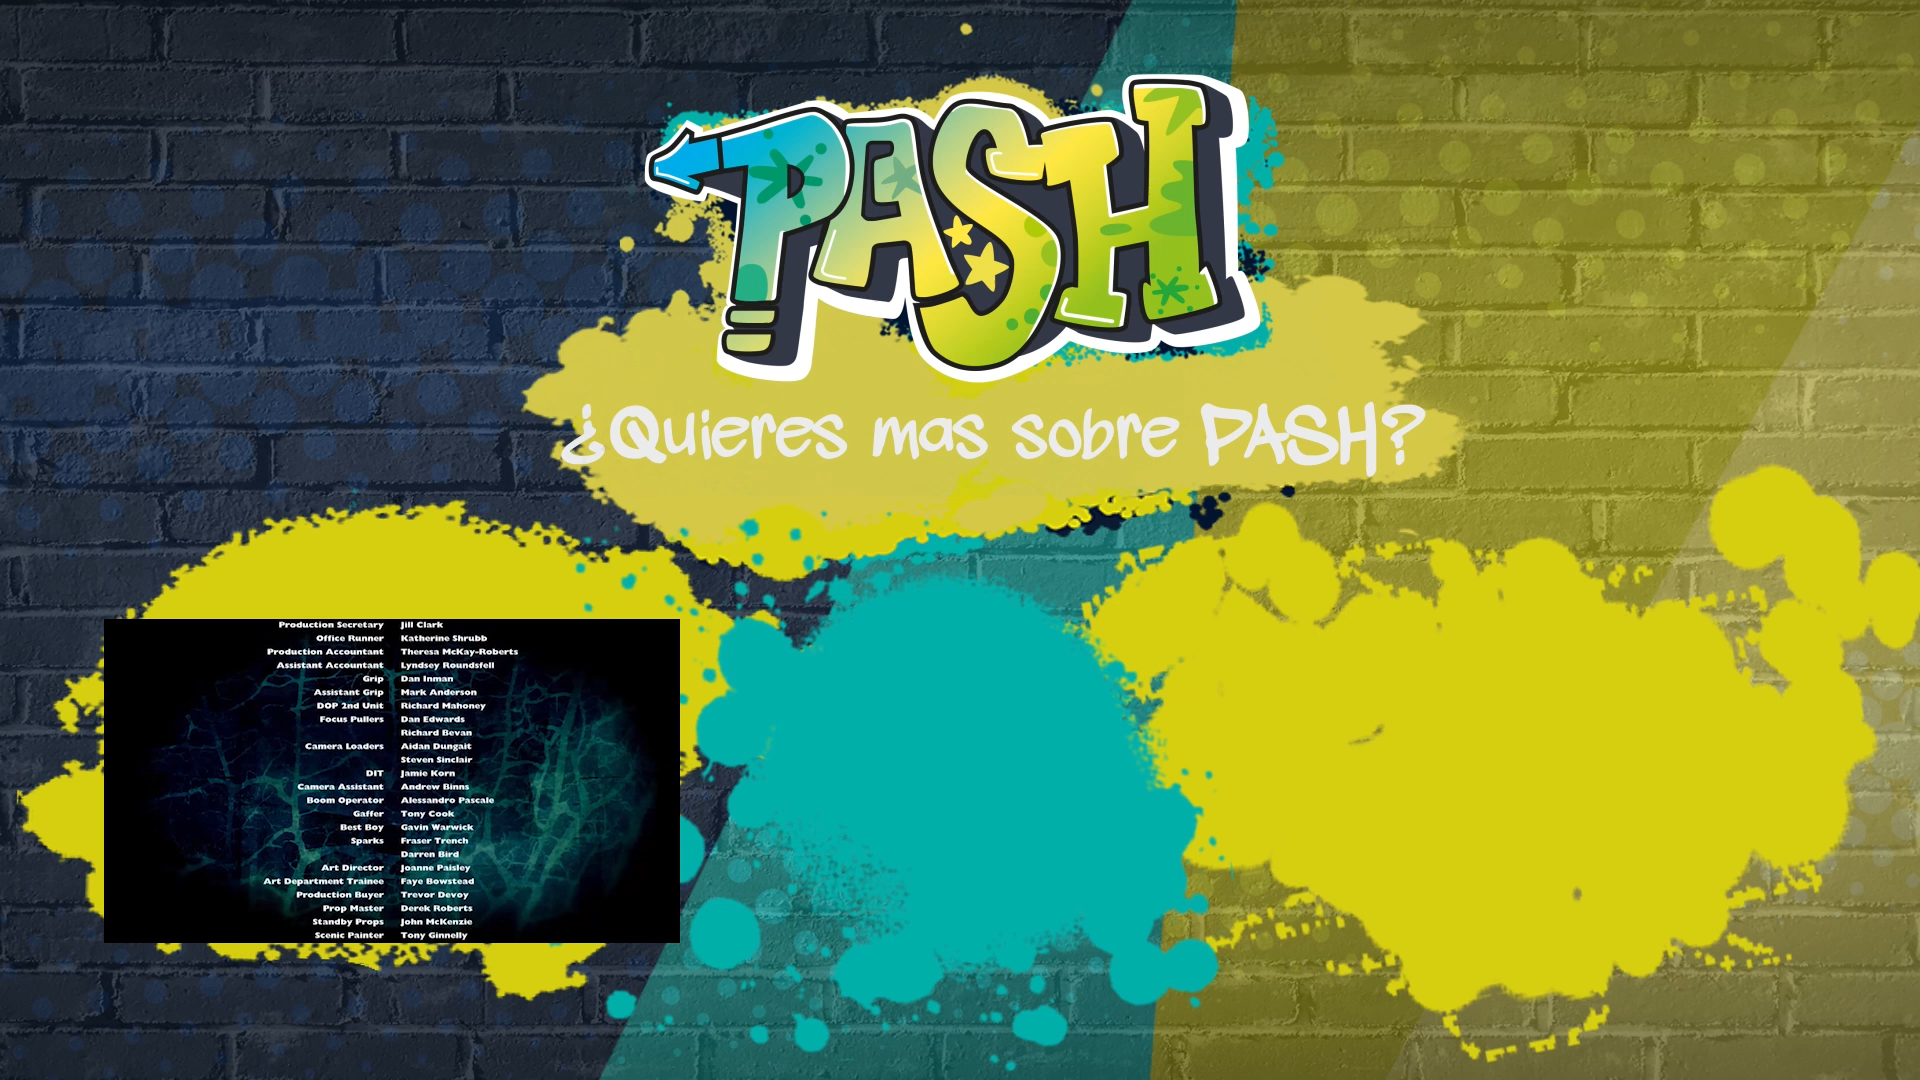 PASH
¿Quieres mas sobre PASH?
Production Secretary Jill Clark
Office Runner Katherine Shrubb
Production Accountant Theresa McKay-Roberts
Assistant Accountant Lyndsey Roundsfell
Grip Dan Inman
Assistant Grip Mark Anderson
DOP 2nd Unit Richard Mahoney
Focus Pullers Dan Edwards
Richard Bevan
Camera Loaders Aidan Dungait
Steven Sinclair
DIT Jamie Korn
Camera Assistant Andrew Binns
Boom Operator Alessandro Pascale
Gaffer Tony Cook
Best Boy Gavin Warwick
Sparks Fraser Trench
Darren Bird
Art Director Joanne Paisley
Art Department Trainee Faye Bowstead
Production Buyer Trevor Devoy
Prop Master Derek Roberts
Standby Props John McKenzie
Scenic Painter Tony Ginnelly